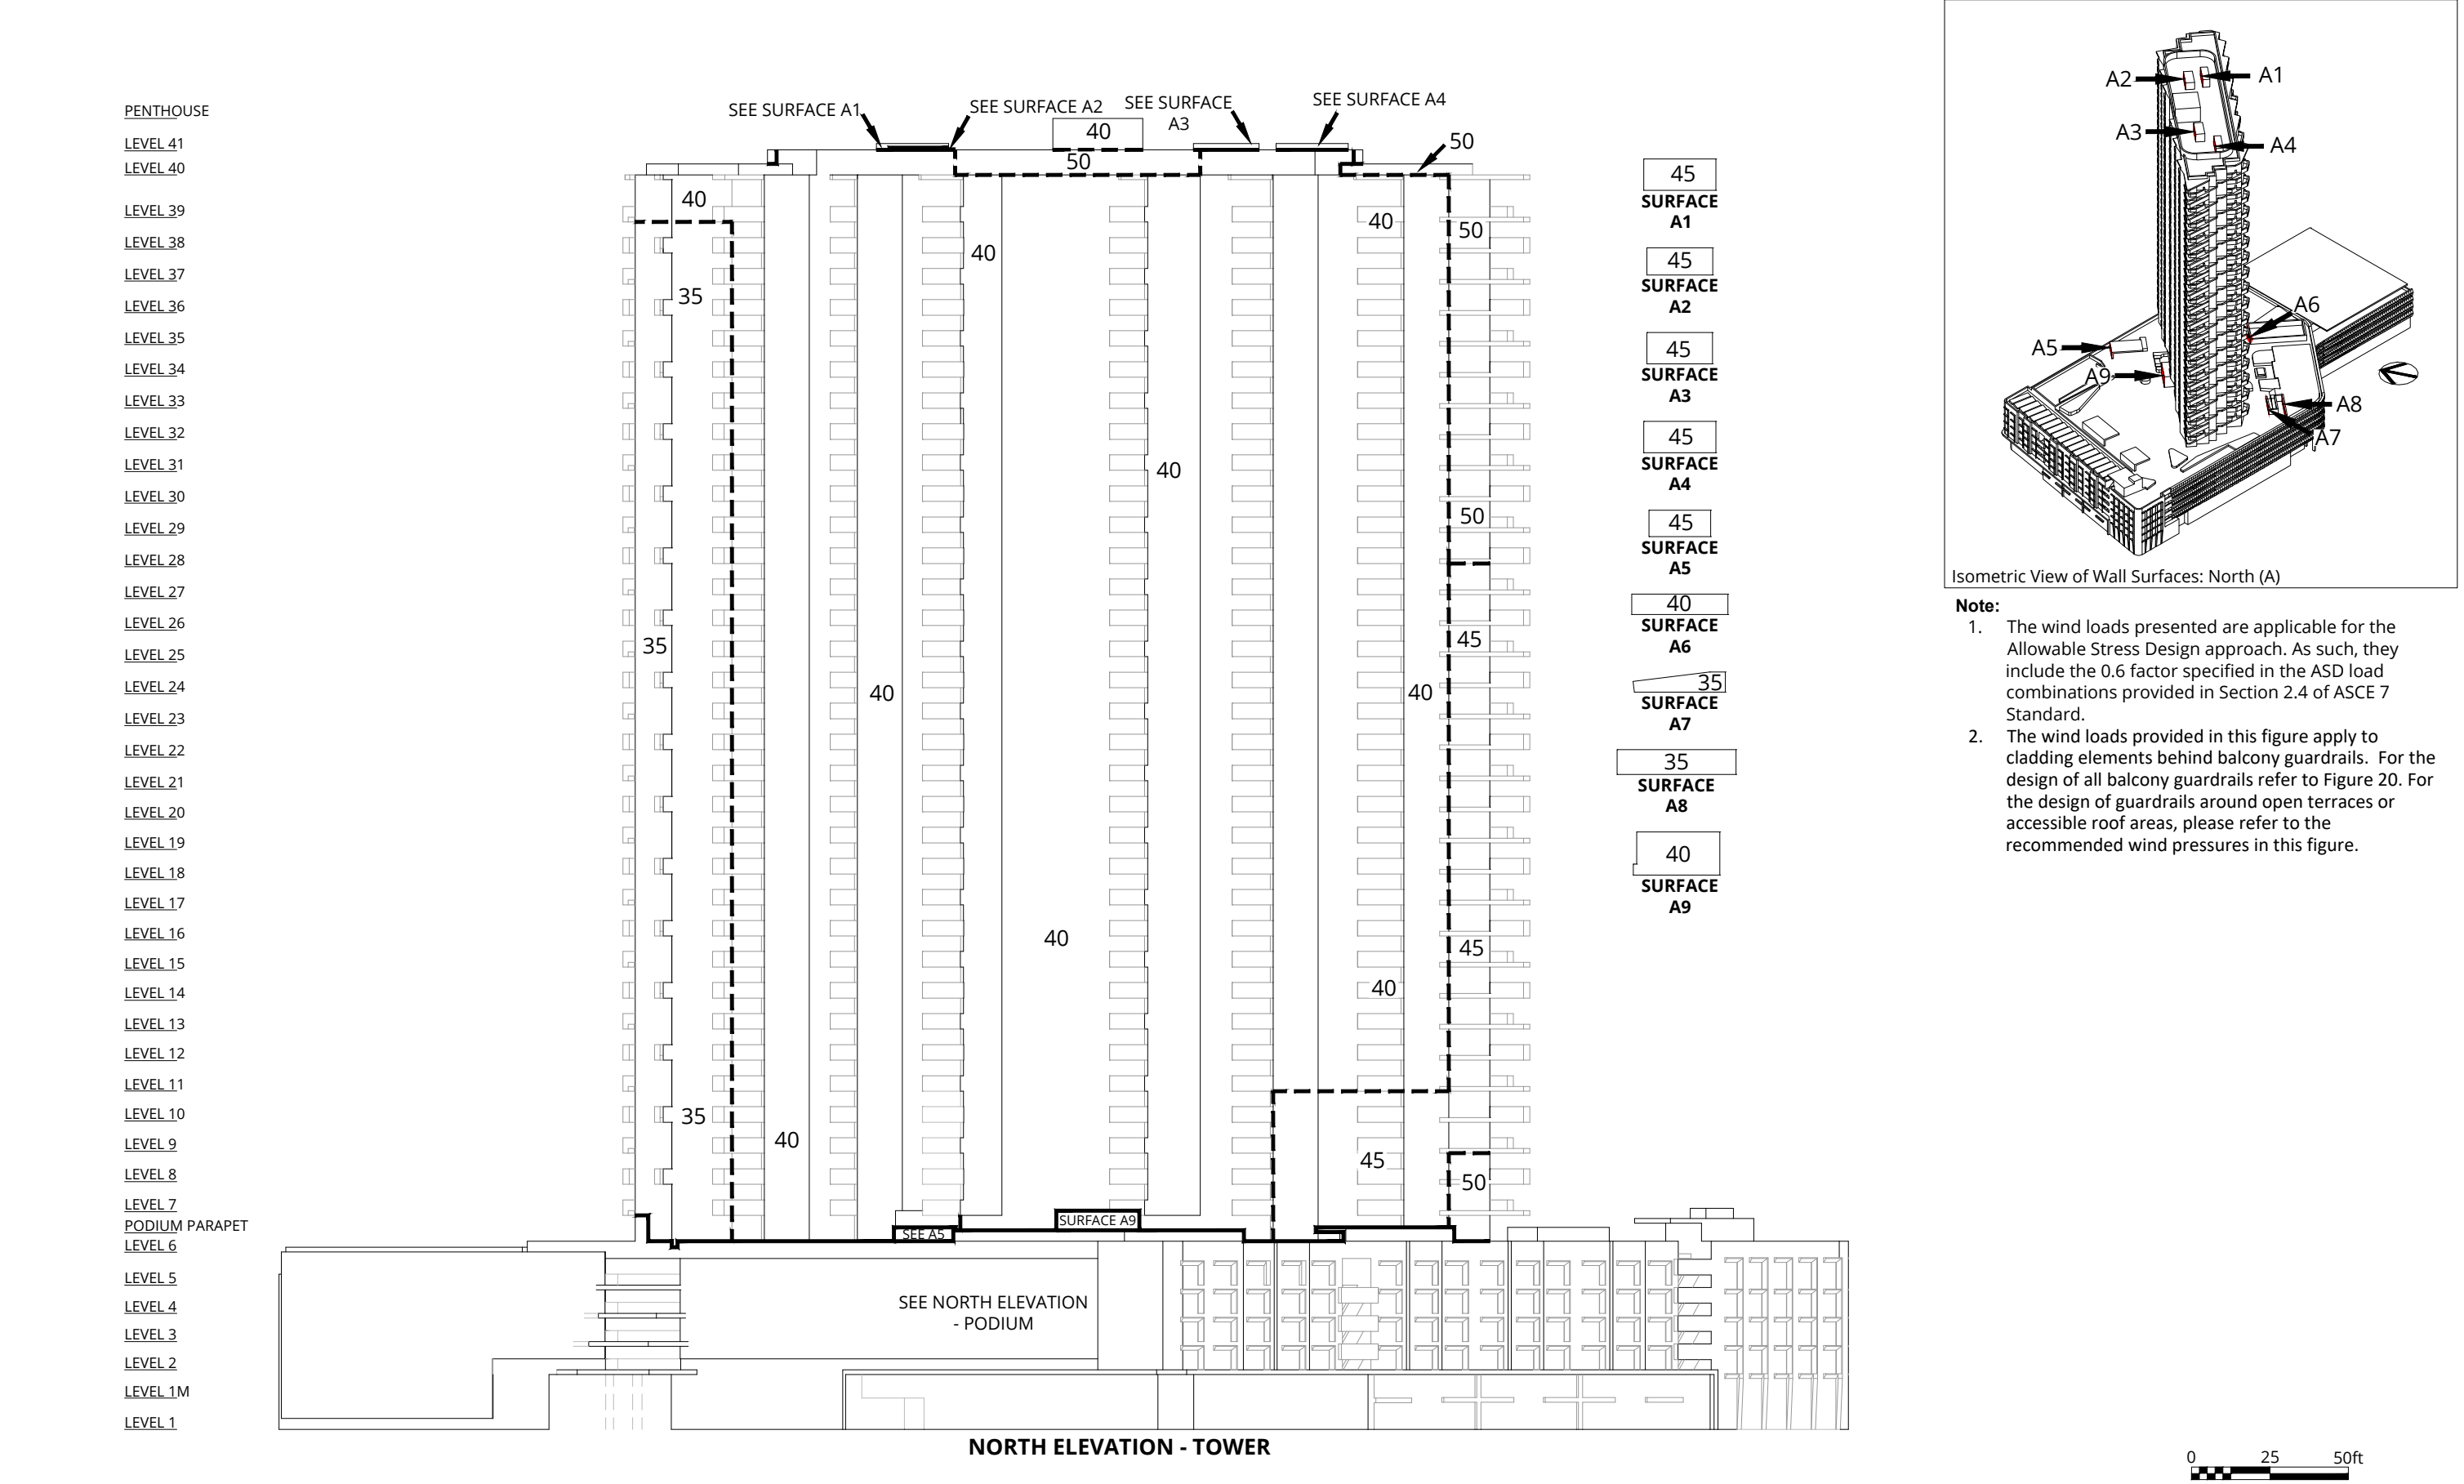 PENTHOUSE
LEVEL 41
LEVEL 40
LEVEL 39
LEVEL 38
LEVEL 37
LEVEL 36
LEVEL 35
LEVEL 34
LEVEL 33
LEVEL 32
LEVEL 31
LEVEL 30
LEVEL 29
LEVEL 28
LEVEL 27
LEVEL 26
LEVEL 25
LEVEL 24
LEVEL 23
LEVEL 22
LEVEL 21
LEVEL 20
LEVEL 19
LEVEL 18
LEVEL 17
LEVEL 16
LEVEL 15
LEVEL 14
LEVEL 13
LEVEL 12
LEVEL 11
LEVEL 10
LEVEL 9
LEVEL 8
LEVEL 7
PODIUM PARAPET
LEVEL 6
LEVEL 5
LEVEL 4
LEVEL 3
LEVEL 2
LEVEL 1M
LEVEL 1
SEE SURFACE A1
SEE SURFACE A2
SEE SURFACE
A3
SEE SURFACE A4
40
50
50
40
40
40
50
35
40
50
35
45
40
40
40
45
40
40
35
40
45
50
SURFACE A9
SEE A5
SEE NORTH ELEVATION
- PODIUM
NORTH ELEVATION - TOWER
45
SURFACE
A1
45
SURFACE
A2
45
SURFACE
A3
45
SURFACE
A4
45
SURFACE
A5
40
SURFACE
A6
35
SURFACE
A7
35
SURFACE
A8
40
SURFACE
A9
A2
A1
A3
A4
A6
A5
A9
A8
A7
Isometric View of Wall Surfaces: North (A)
Note:
1. The wind loads presented are applicable for the
Allowable Stress Design approach. As such, they
include the 0.6 factor specified in the ASD load
combinations provided in Section 2.4 of ASCE 7
Standard.
2. The wind loads provided in this figure apply to
cladding elements behind balcony guardrails. For the
design of all balcony guardrails refer to Figure 20. For
the design of guardrails around open terraces or
accessible roof areas, please refer to the
recommended wind pressures in this figure.
0 25 50ft